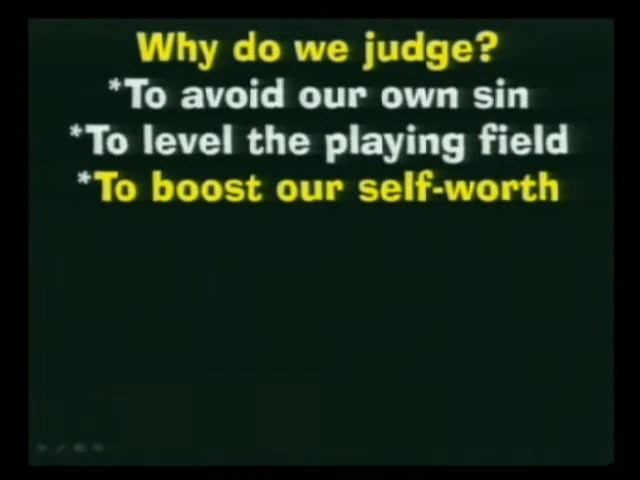 Why do we judge?
*To avoid our own sin
*To level the playing field
*To boost our self-worth